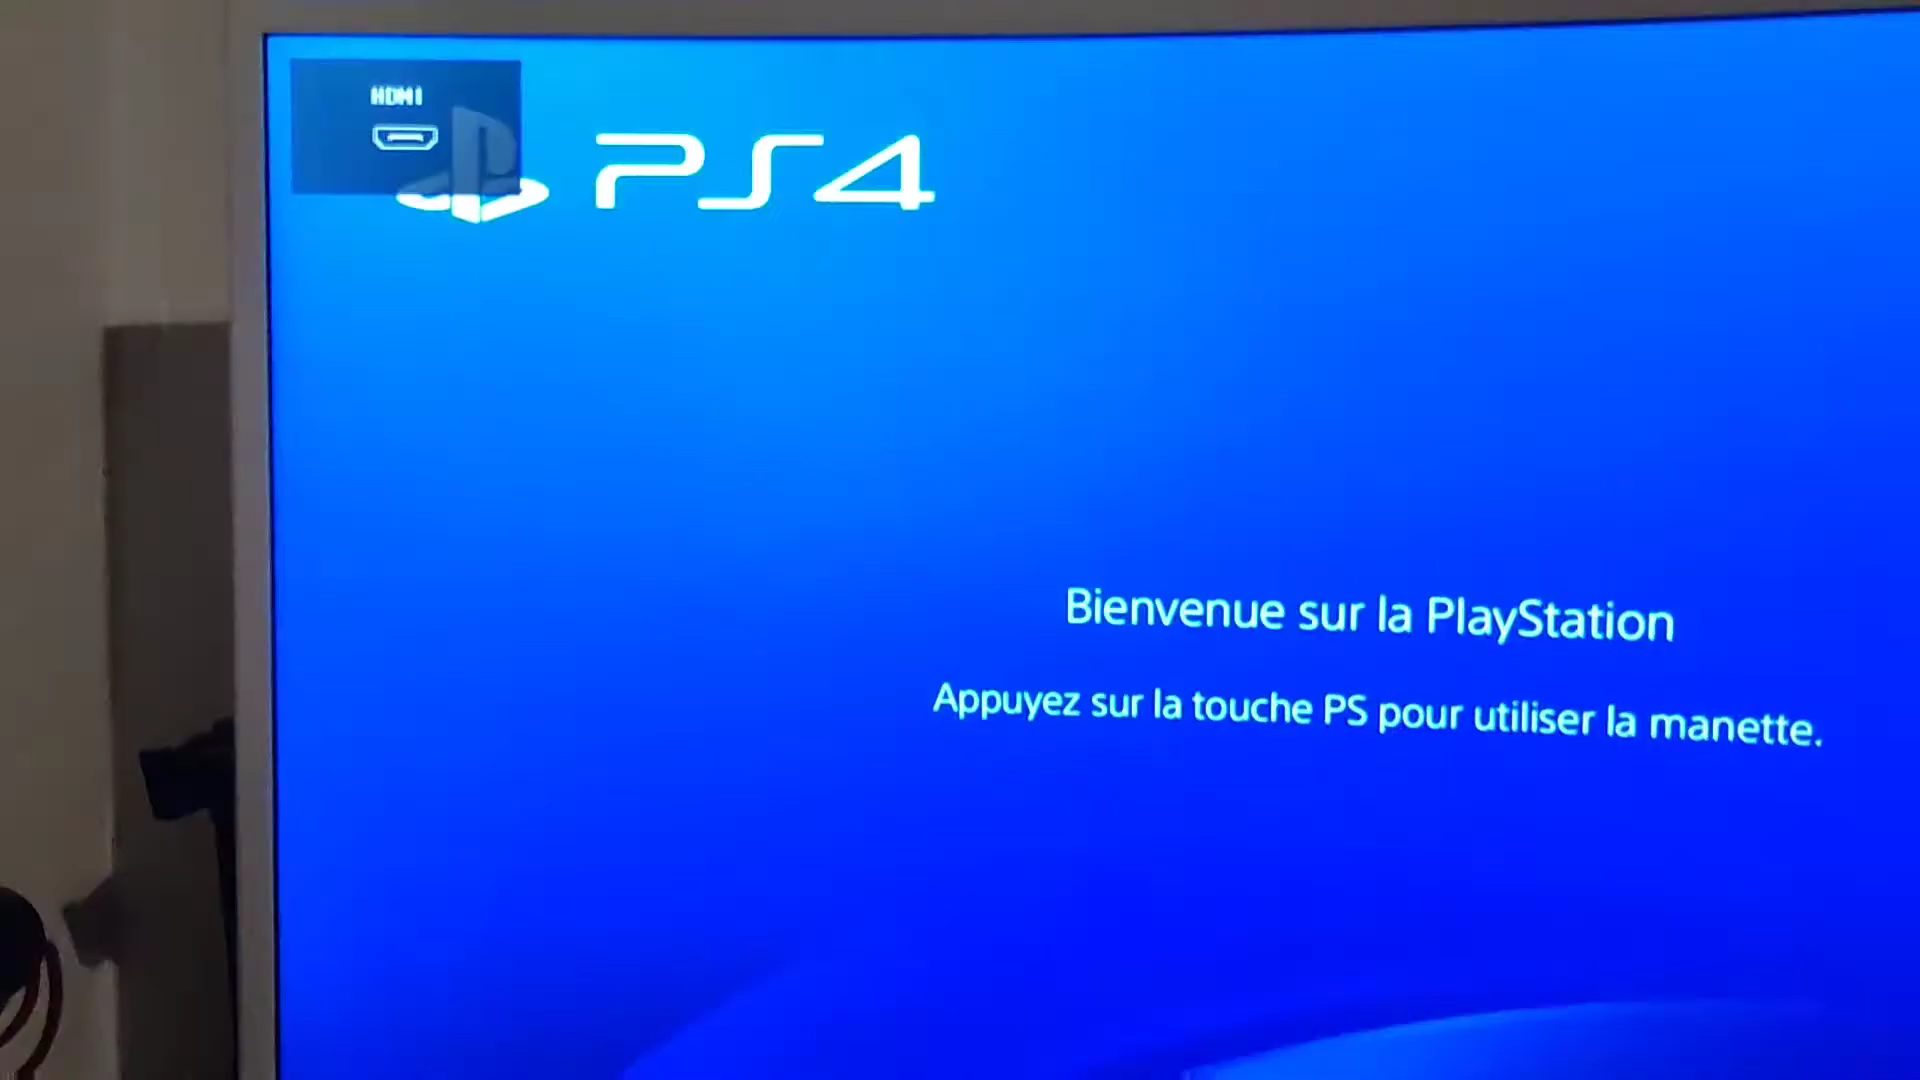 HDMI
PS4
Bienvenue sur la PlayStation
Appuyez sur la touche PS pour utiliser la manette.